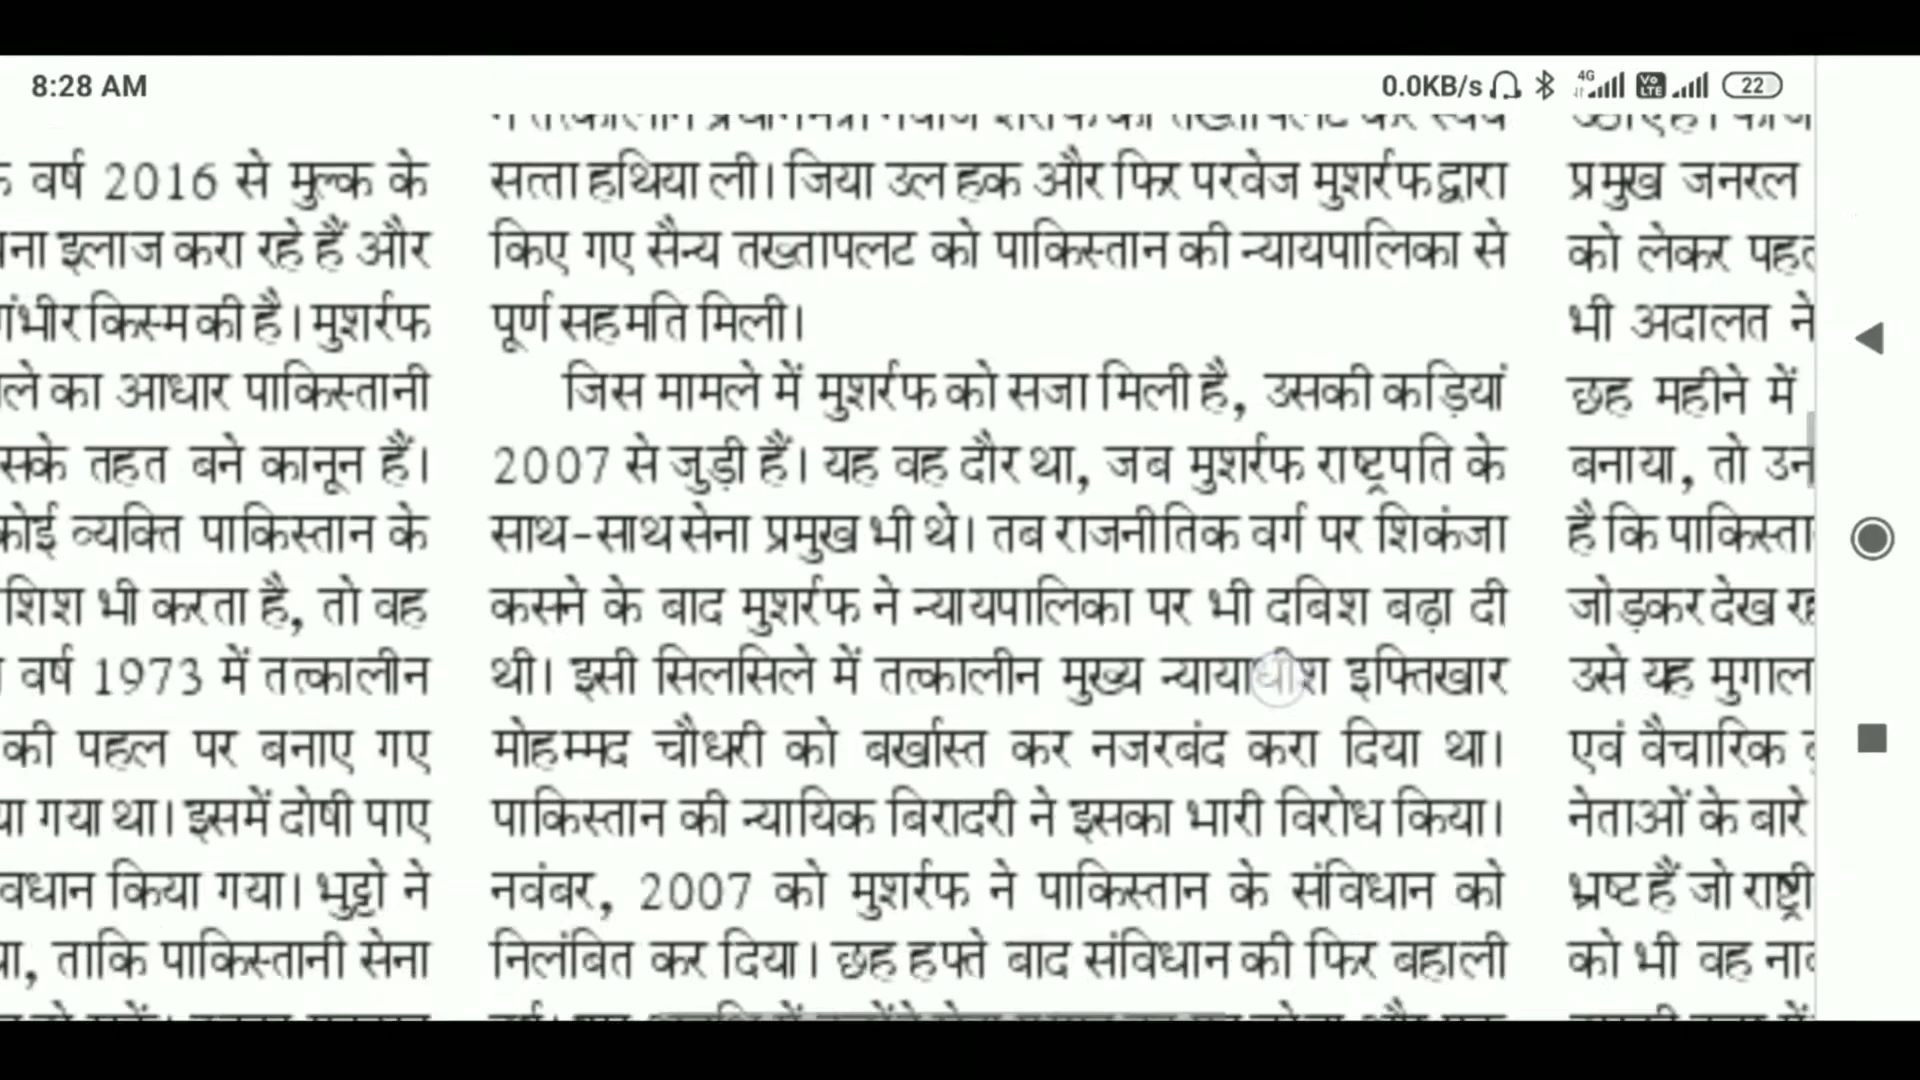 8:28 AM
0.0KB/s
4G
Vo LTE
22
वर्ष 2016 से मुल्क के
इलाज करा रहे हैं और
गंभीर किस्म की है। मुशर्रफ
का आधार पाकिस्तानी
तहत बने कानून हैं।
कोई व्यक्ति पाकिस्तान के
भी करता है, तो वह
वर्ष 1973 में तत्कालीन
की पहल पर बनाए गए
गया था। इसमें दोषी पाए
किया गया। भुट्टो ने
ताकि पाकिस्तानी सेना
सत्ता हथिया ली। जिया उल हक और फिर परवेज मुशर्रफ द्वारा
किए गए सैन्य तख्तापलट को पाकिस्तान की न्यायपालिका से
पूर्ण सहमति मिली।
जिस मामले में मुशर्रफ को सजा मिली है, उसकी कड़ियां
2007 से जुड़ी हैं। यह वह दौर था, जब मुशर्रफ राष्ट्रपति के
साथ-साथ सेना प्रमुख भी थे। तब राजनीतिक वर्ग पर शिकंजा
कसने के बाद मुशर्रफ ने न्यायपालिका पर भी दबिश बढ़ा दी
थी। इसी सिलसिले में तत्कालीन मुख्य न्यायाधीश इफ्तिखार
मोहम्मद चौधरी को बर्खास्त कर नजरबंद करा दिया था।
पाकिस्तान की न्यायिक बिरादरी ने इसका भारी विरोध किया।
नवंबर, 2007 को मुशर्रफ ने पाकिस्तान के संविधान को
निलंबित कर दिया। छह हफ्ते बाद संविधान की फिर बहाली
प्रमुख जनरल
को लेकर
भी अदालत ने
छह महीने में
बनाया, तो
है कि
जोड़कर देख
उसे यह
एवं वैचारिक
नेताओं के बारे
भ्रष्ट हैं जो
को भी वह